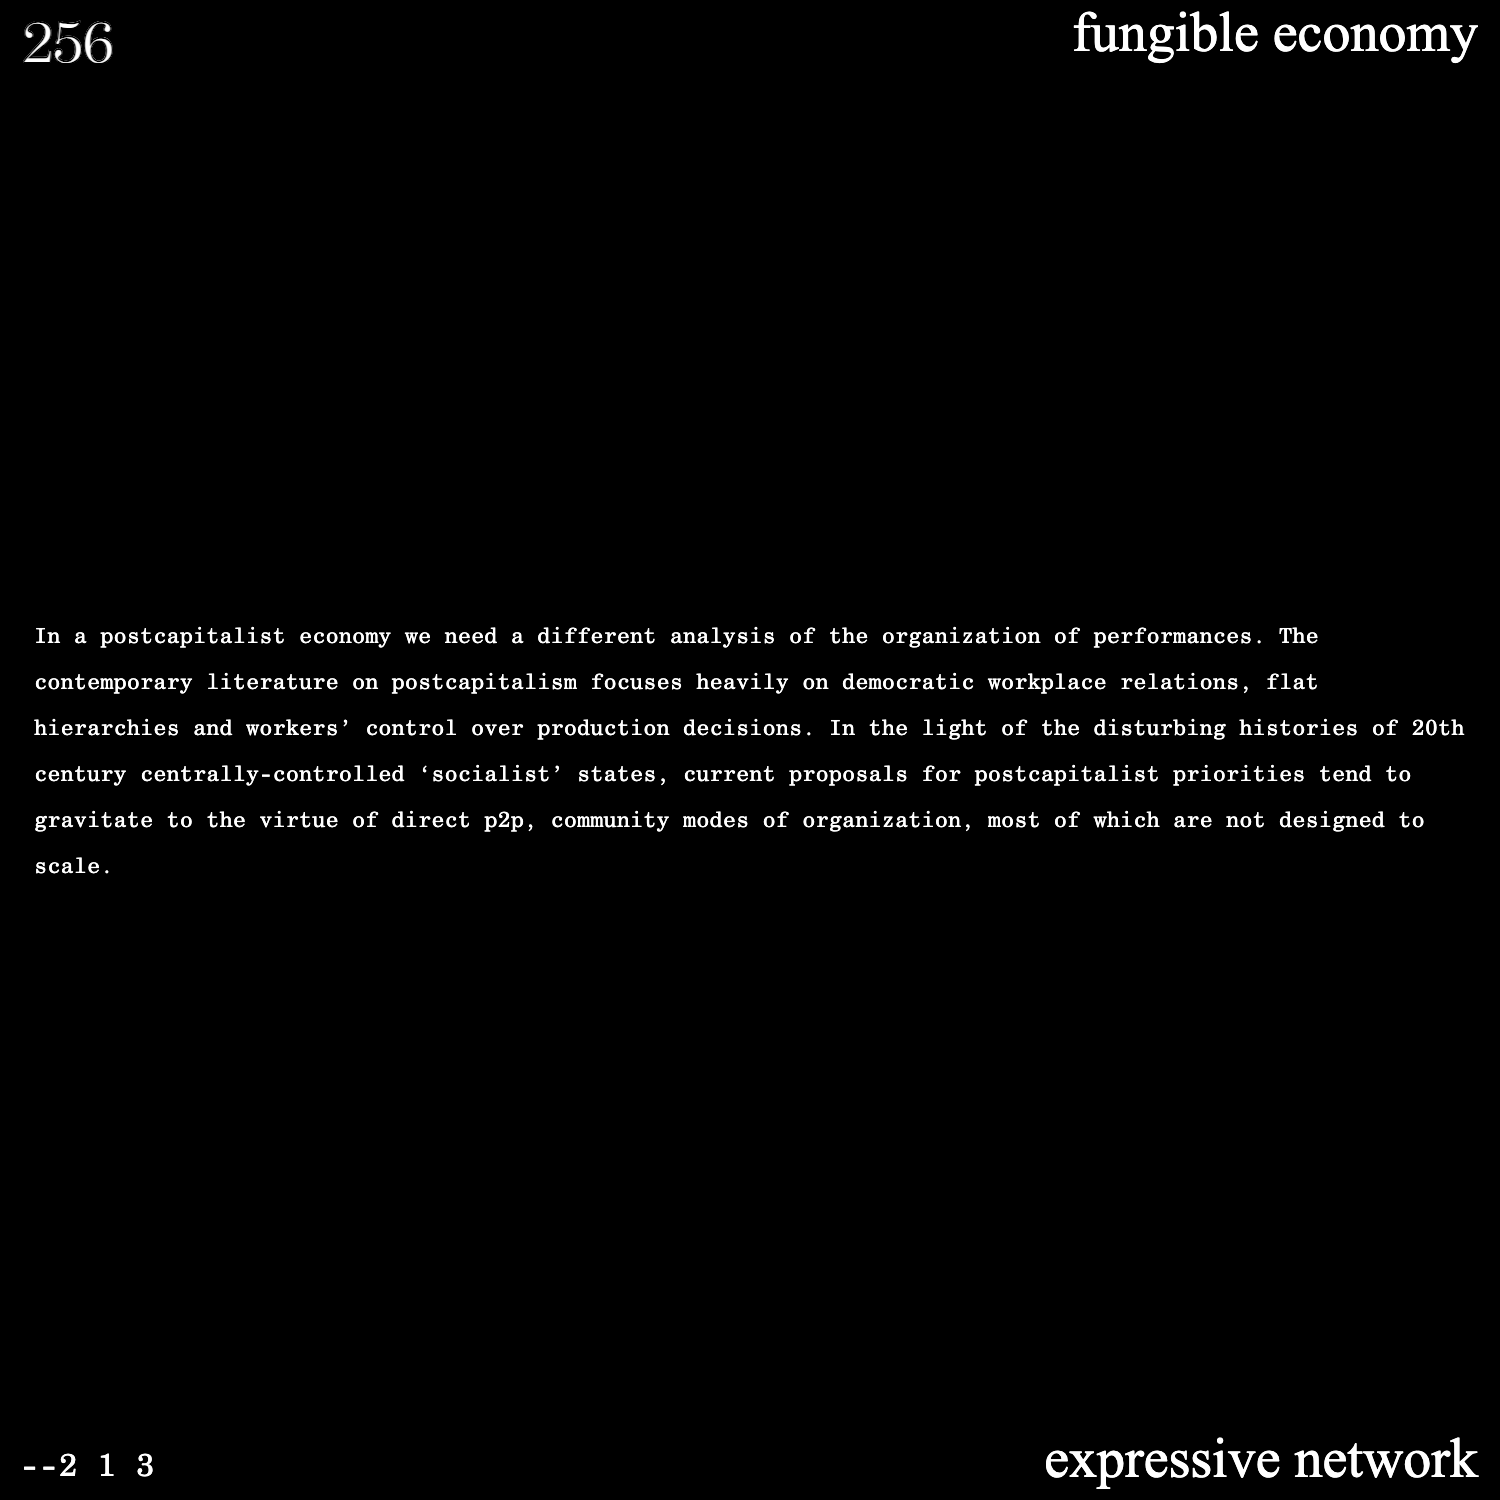 256
fungible economy
In a postcapitalist economy we need a different analysis of the organization of performances. The
contemporary literature on postcapitalism focuses heavily on democratic workplace relations, flat
hierarchies and workers’ control over production decisions. In the light of the disturbing histories of 20th
century centrally-controlled ‘socialist’ states, current proposals for postcapitalist priorities tend to
gravitate to the virtue of direct p2p, community modes of organization, most of which are not designed to
scale.
--2 1 3
expressive network